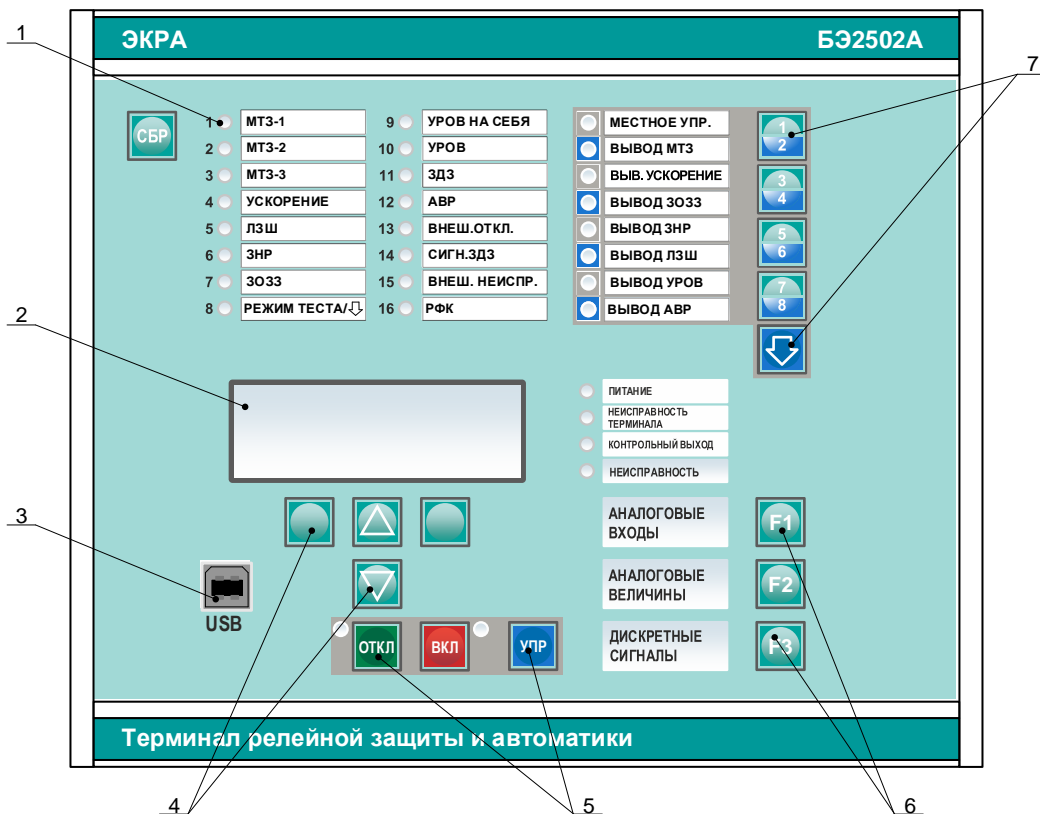 ЭКРА БЭ2502А
1
7
СБР
1 МТЗ-1
2 МТЗ-2
3 МТЗ-3
4 УСКОРЕНИЕ
5 ЛЗШ
6 ЗНР
7 ЗОЗЗ
8 РЕЖИМ ТЕСТА/
9 УРОВ НА СЕБЯ
10 УРОВ
11 ЗДЗ
12 АВР
13 ВНЕШ.ОТКЛ.
14 СИГН.ЗДЗ
15 ВНЕШ. НЕИСПР.
16 РФК
МЕСТНОЕ УПР.
ВЫВОД МТЗ
ВЫВ. УСКОРЕНИЕ
ВЫВОД ЗОЗЗ
ВЫВОД ЗНР
ВЫВОД ЛЗШ
ВЫВОД УРОВ
ВЫВОД АВР
1
2
3
4
5
6
7
8
2
ПИТАНИЕ
НЕИСПРАВНОСТЬ
ТЕРМИНАЛА
КОНТРОЛЬНЫЙ ВЫХОД
НЕИСПРАВНОСТЬ
3
USB
АНАЛОГОВЫЕ
ВХОДЫ
F1
АНАЛОГОВЫЕ
ВЕЛИЧИНЫ
F2
ДИСКРЕТНЫЕ
СИГНАЛЫ
F3
ОТКЛ ВКЛ УПР
Терминал релейной защиты и автоматики
4 5 6